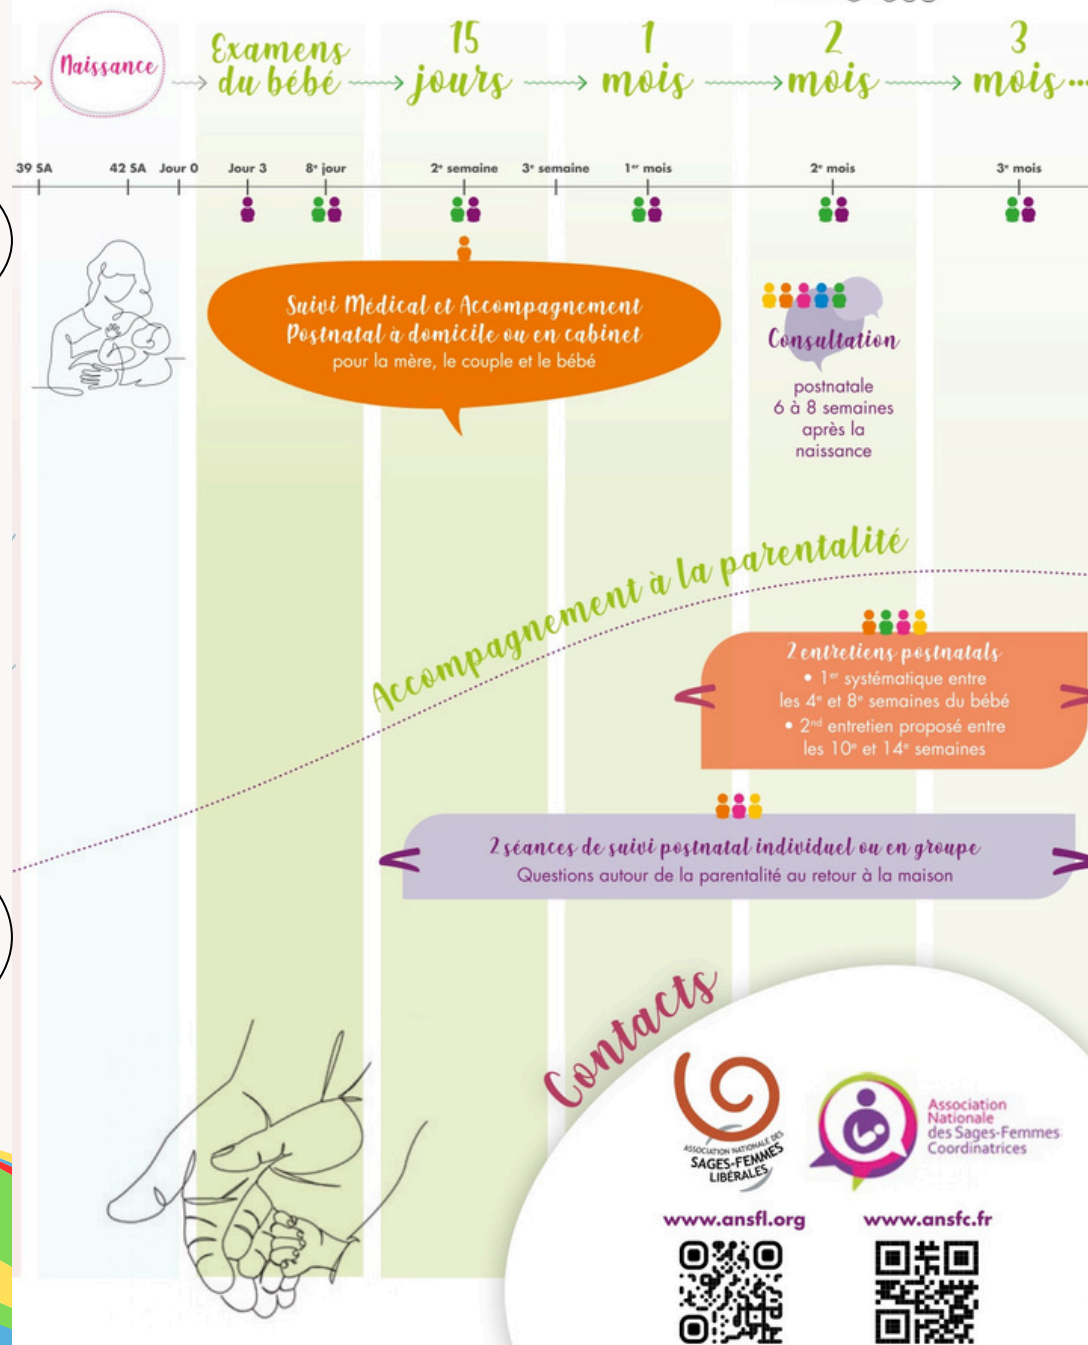 Naissance
Examens
du bébé
15
jours
1
mois
2
mois
3
mois...
39 SA
42 SA
Jour 0
Jour 3
8e jour
2e semaine
3e semaine
1er mois
2e mois
3e mois
Suivi Médical et Accompagnement
Postnatal à domicile ou en cabinet
pour la mère, le couple et le bébé
Consultation
postnatale
6 à 8 semaines
après la
naissance
Accompagnement à la parentalité
2 entretiens postnatals
• 1er systématique entre
les 4e et 8e semaines du bébé
• 2nd entretien proposé entre
les 10e et 14e semaines
2 séances de suivi postnatal individuel ou en groupe
Questions autour de la parentalité au retour à la maison
Contacts
ASSOCIATION NATIONALE DES
SAGES-FEMMES
LIBÉRALES
Association
Nationale
des Sages-Femmes
Coordinatrices
www.ansfl.org
www.ansfc.fr